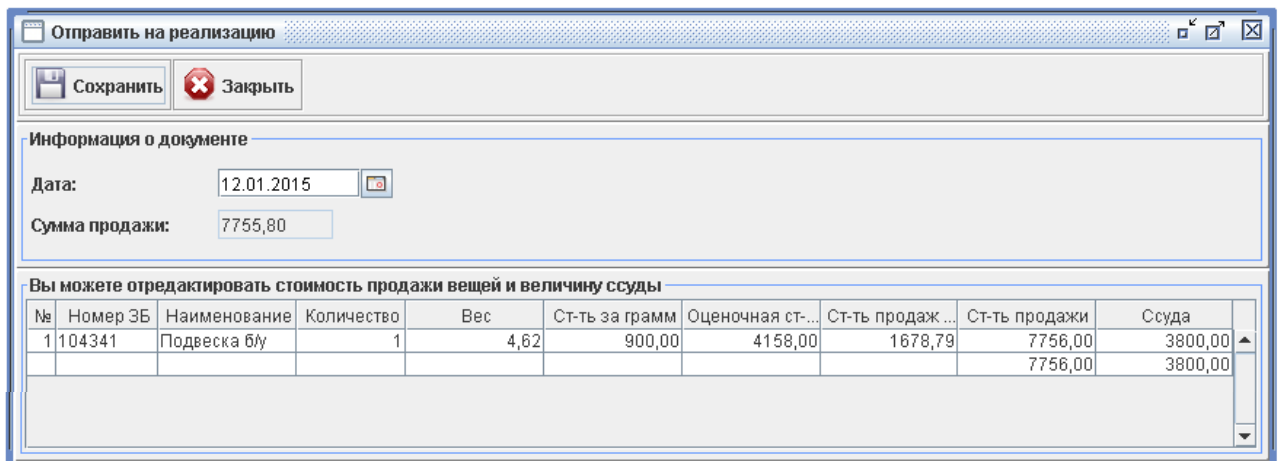 Отправить на реализацию
Сохранить Закрыть
Информация о документе
Дата: 12.01.2015
Сумма продажи: 7755,80
Вы можете отредактировать стоимость продажи вещей и величину ссуды
№ Номер ЗБ Наименование Количество Вес Ст-ть за грамм Оценочная ст-... Ст-ть продаж ... Ст-ть продажи Ссуда
1 104341 Подвеска б/у 1 4,62 900,00 4158,00 1678,79 7756,00 3800,00
7756,00 3800,00